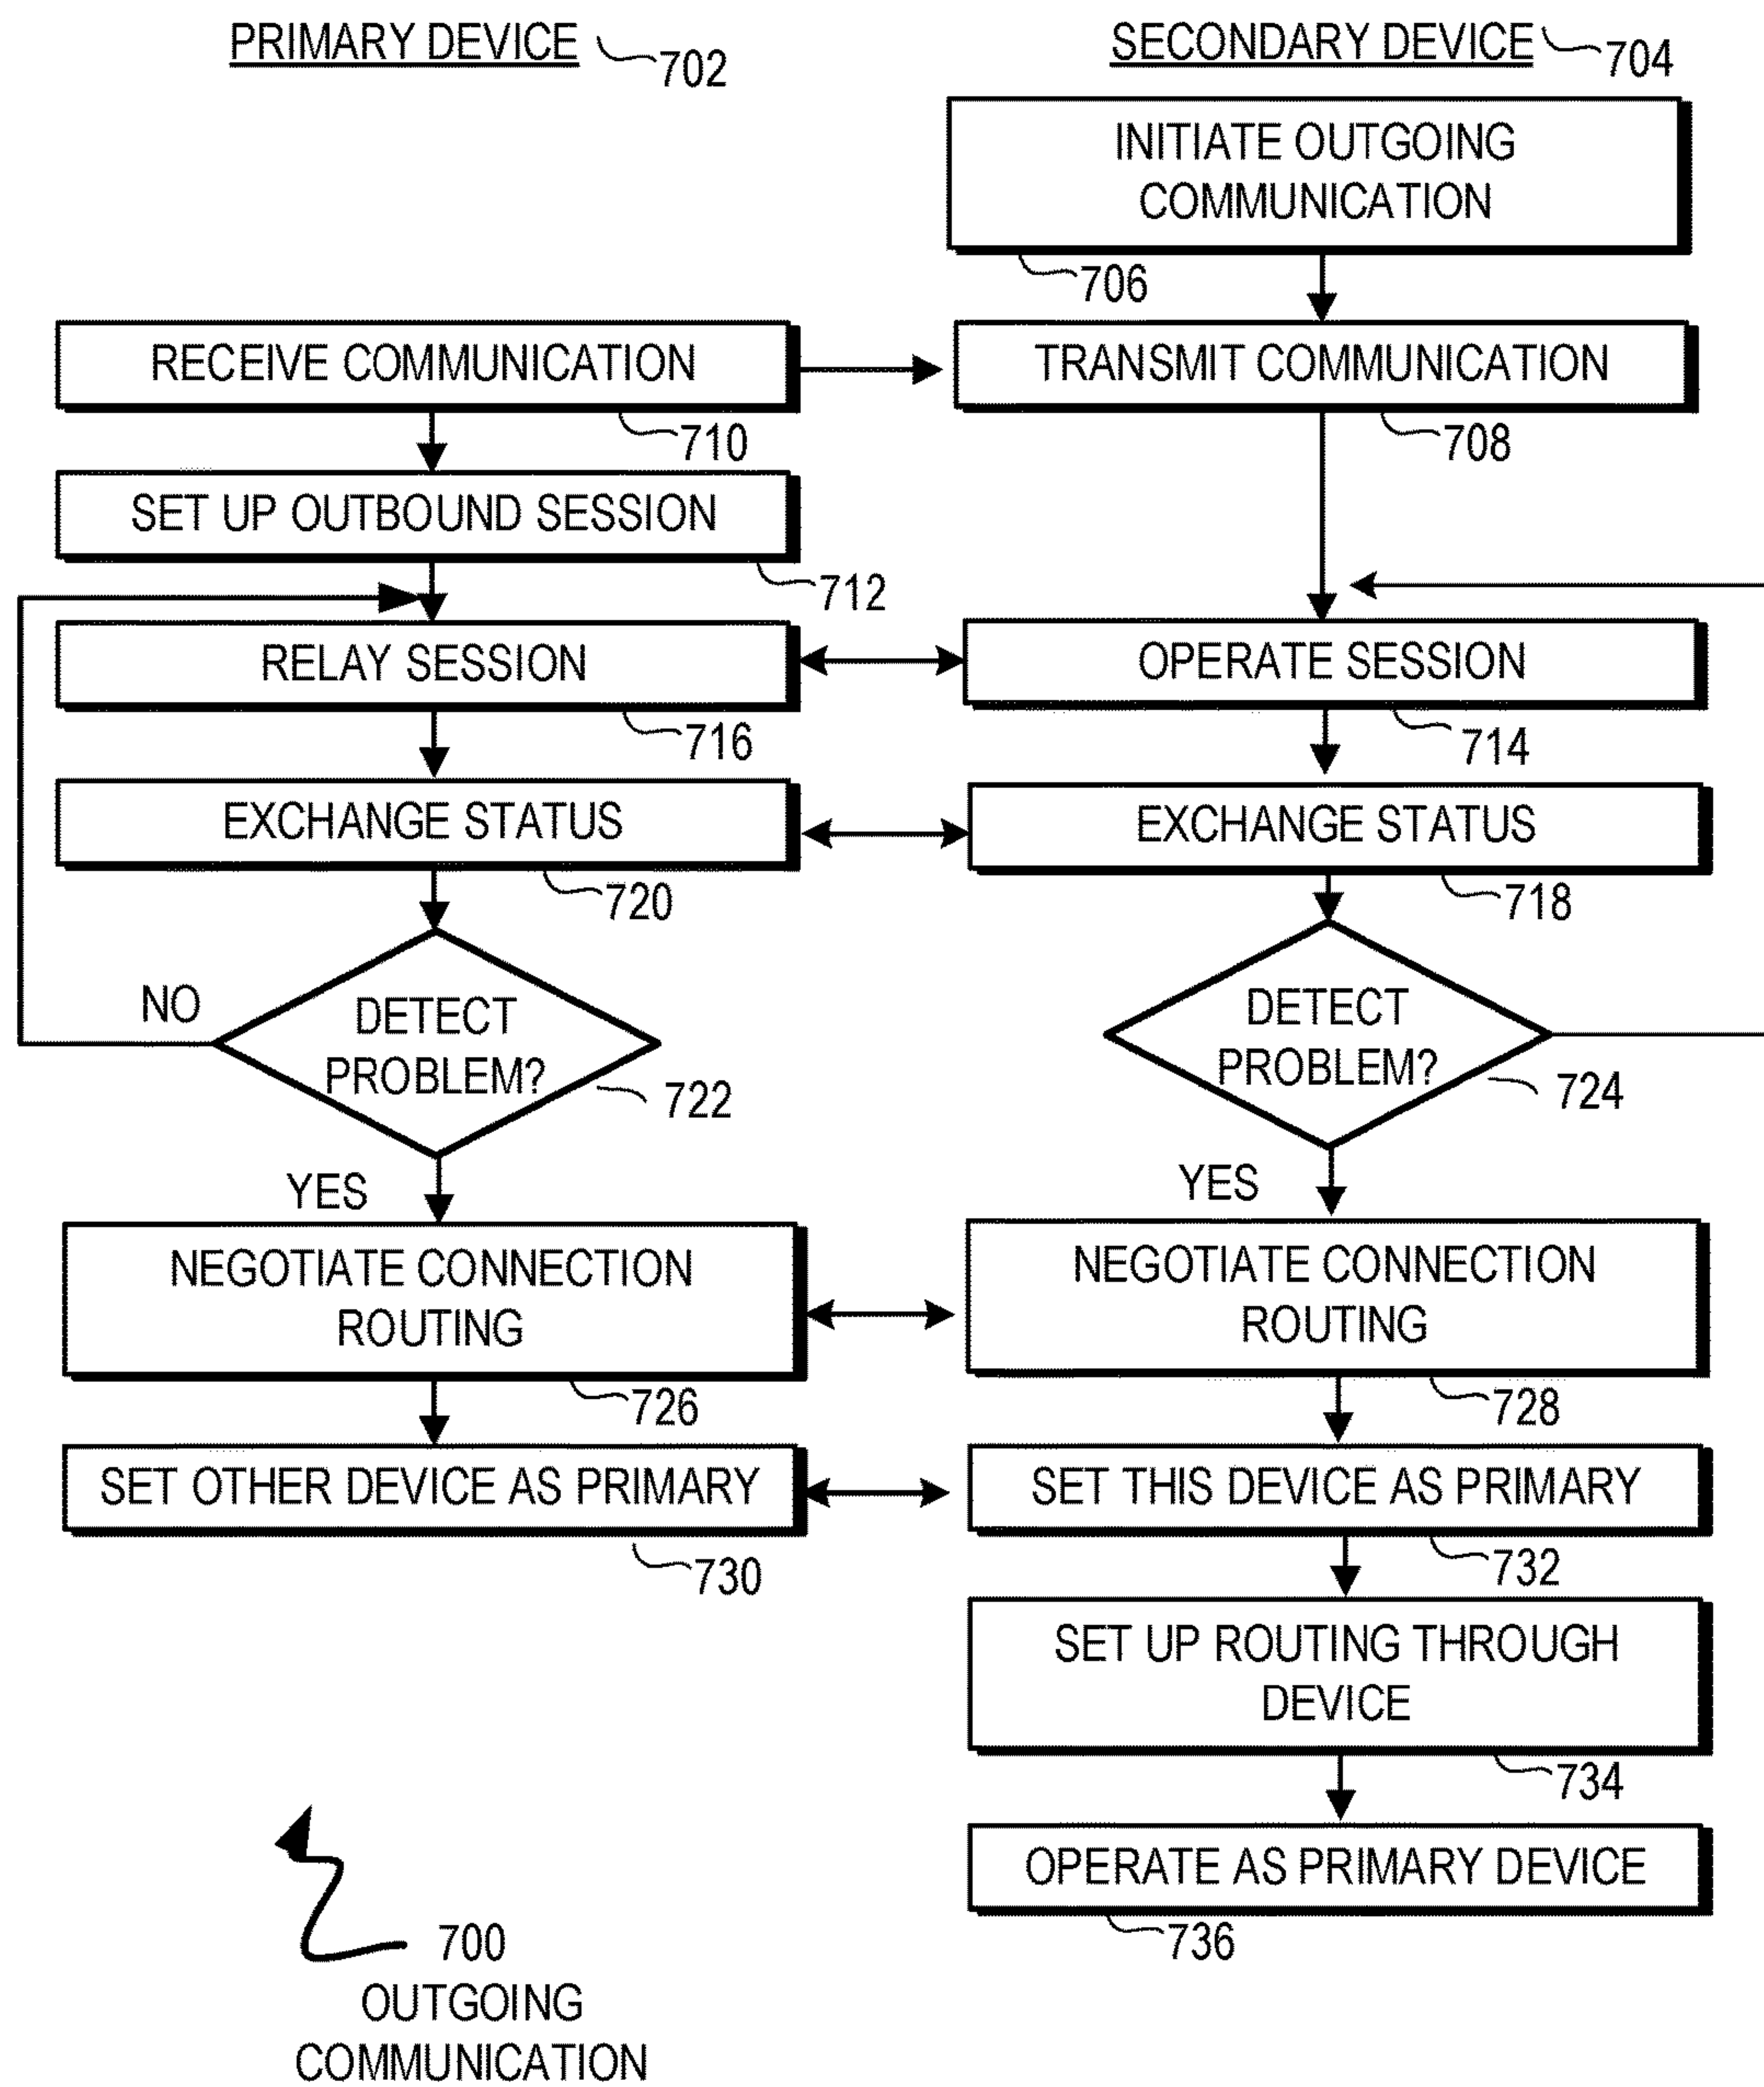 PRIMARY DEVICE 702
SECONDARY DEVICE 704
INITIATE OUTGOING
COMMUNICATION
706
RECEIVE COMMUNICATION
TRANSMIT COMMUNICATION
710
708
SET UP OUTBOUND SESSION
712
RELAY SESSION
OPERATE SESSION
716
714
EXCHANGE STATUS
EXCHANGE STATUS
720
718
NO
DETECT
PROBLEM?
722
DETECT
PROBLEM?
724
YES
YES
NEGOTIATE CONNECTION
ROUTING
NEGOTIATE CONNECTION
ROUTING
726
728
SET OTHER DEVICE AS PRIMARY
SET THIS DEVICE AS PRIMARY
730
732
SET UP ROUTING THROUGH
DEVICE
734
OPERATE AS PRIMARY DEVICE
736
700
OUTGOING
COMMUNICATION